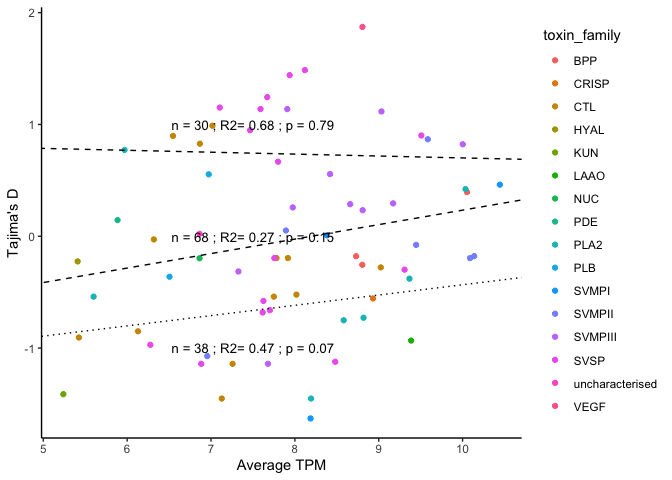 toxin_family
BPP
CRISP
CTL
HYAL
KUN
LAAO
NUC
PDE
PLA2
PLB
SVMPI
SVMPII
SVMPIII
SVSP
uncharacterised
VEGF
2
1
0
-1
Tajima's D
n = 30 ; R2= 0.68 ; p = 0.79
n = 68 ; R2= 0.27 ; p = 0.15
n = 38 ; R2= 0.47 ; p = 0.07
5 6 7 8 9 10
Average TPM